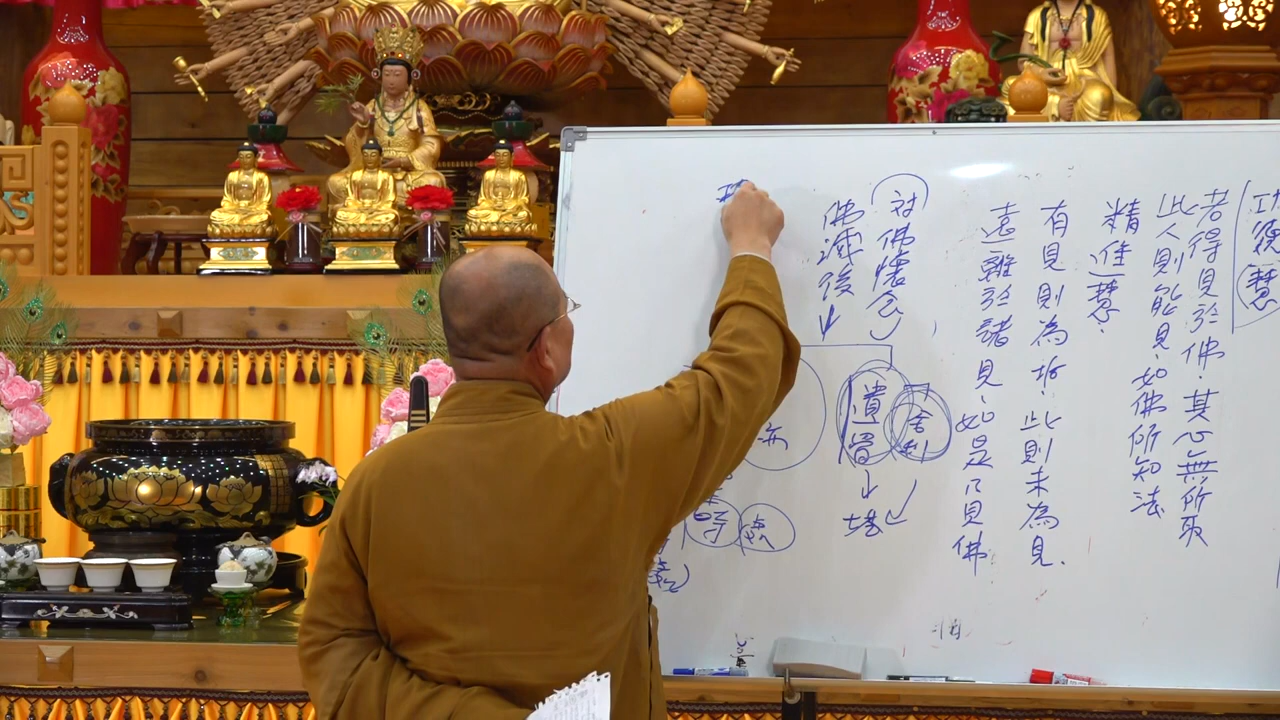 功德慧
若得見於佛.其心無所取
此人則能見.如佛所知法
精進慧.
有見則為垢.此則未為見.
遠離於諸見.如是乃見佛
(対佛懷念)
佛滅後↓
舍利
遺骨↓塔